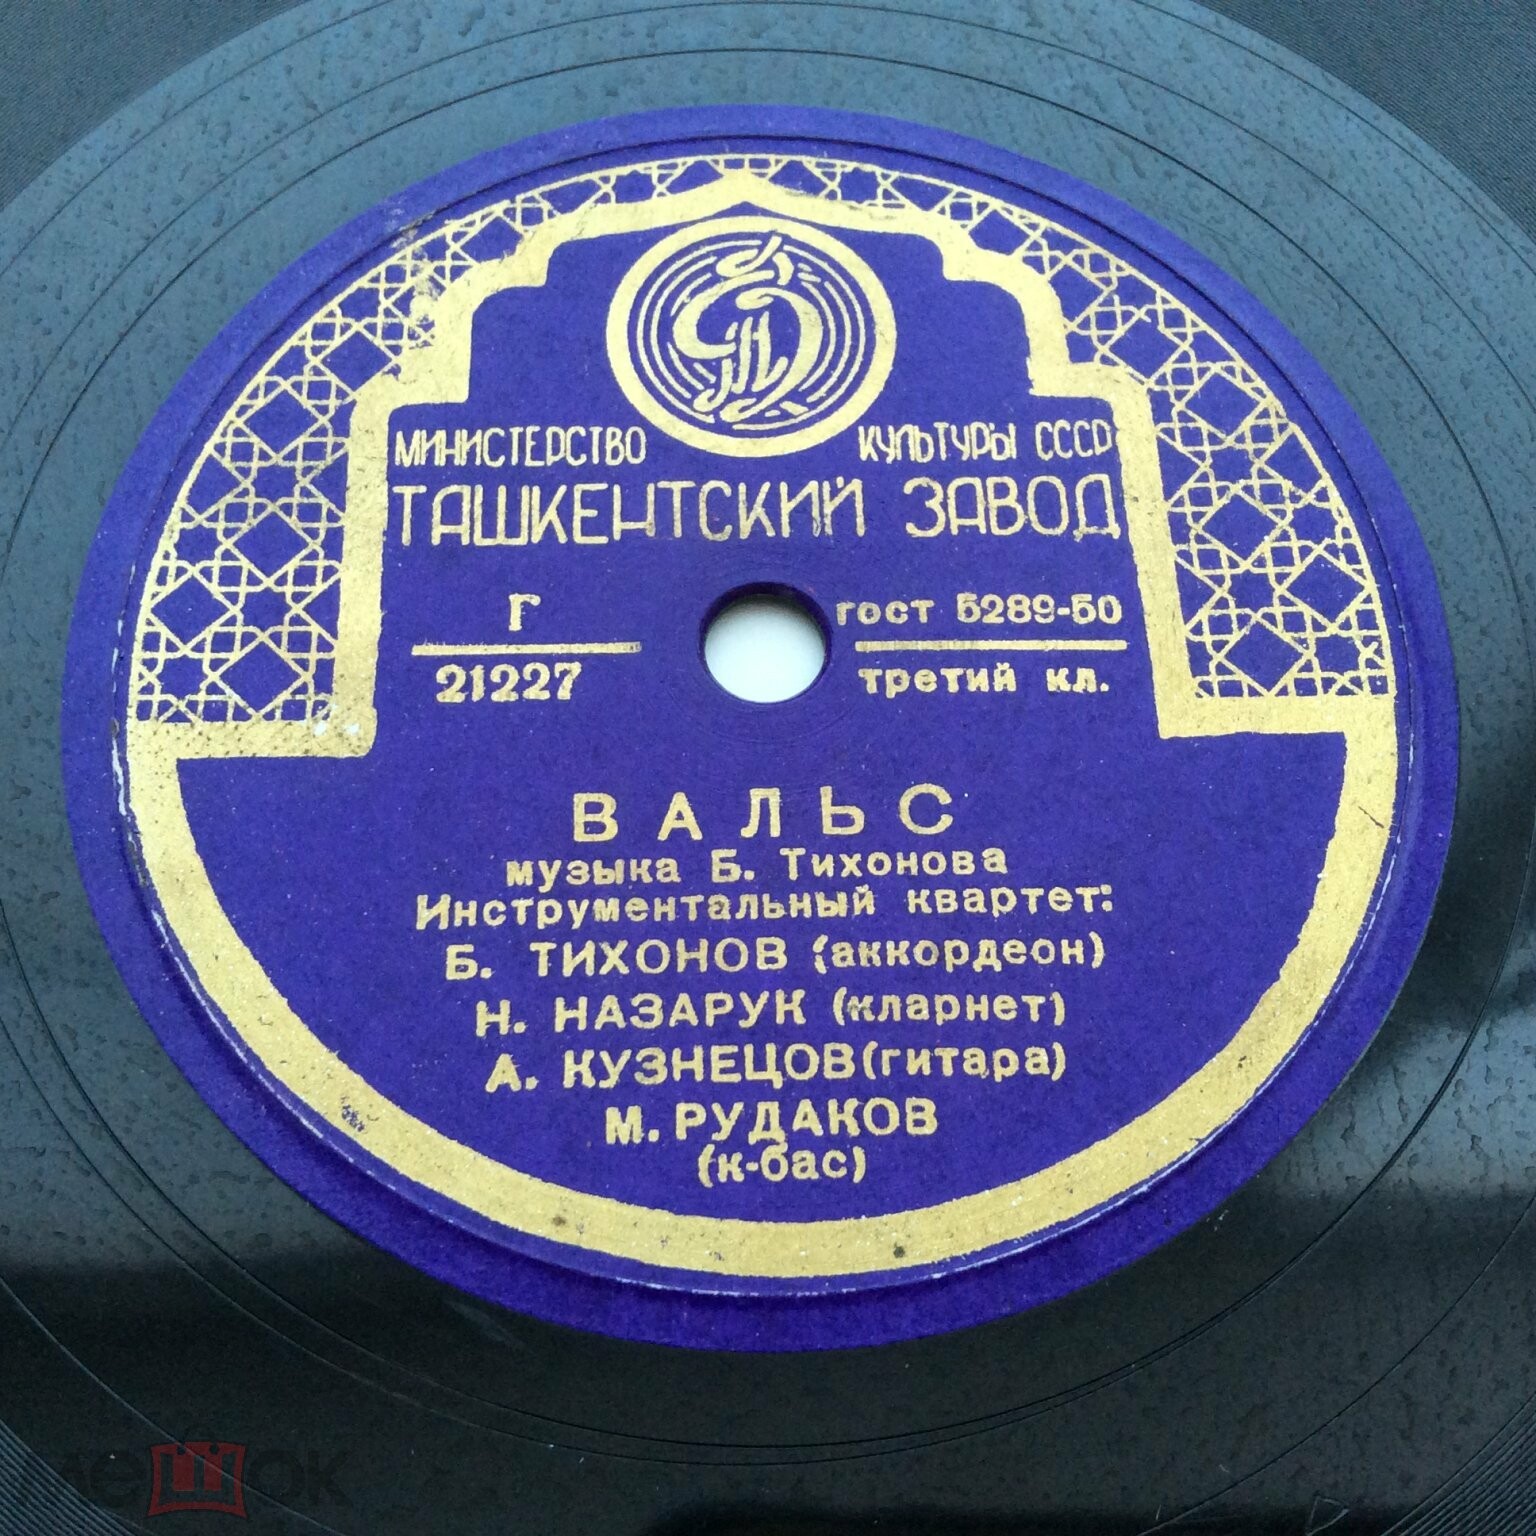 МИНИСТЕРСТВО КУЛЬТУРЫ СССР
ТАШКЕНТСКИЙ ЗАВОД
Г
21227
гост 5289-50
третий кл.
ВАЛЬС
музыка Б. Тихонова
Инструментальный квартет:
Б. ТИХОНОВ (аккордеон)
Н. НАЗАРУК (кларнет)
А. КУЗНЕЦОВ (гитара)
М. РУДАКОВ
(к-бас)